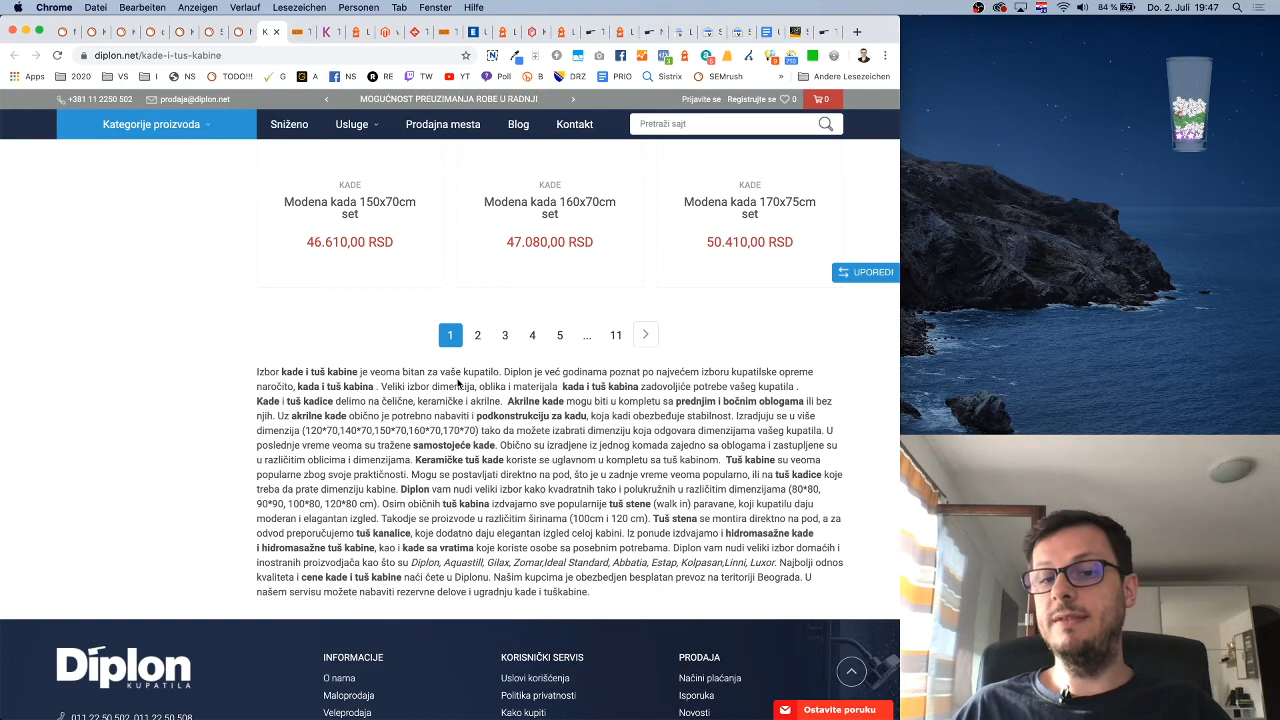 Chrome Ablage Bearbeiten Anzeigen Verlauf Lesezeichen Personen Tab Fenster Hilfe
Do. 21. Juli 19:47
diplon.net/kade-i-tus-kabine
Apps 2020 VS I NS TODO!!! G A NS RE TW YT Poll B DRZ PRIO Sistrix SEMrush » Andere Lesezeichen
+381 11 2250 502 prodaja@diplon.net MOGUĆNOST PREUZIMANJA ROBE U RADNJI Prijavite se Registrujte se 0 0
Kategorije proizvoda Sniženo Usluge Prodajna mesta Blog Kontakt Pretraži sajt
KADE KADE KADE
Modena kada 150x70cm set
Modena kada 160x70cm set
Modena kada 170x75cm set
46.610,00 RSD 47.080,00 RSD 50.410,00 RSD
UPOREDI
1 2 3 4 5 ... 11
Izbor kade i tuš kabine je veoma bitan za vaše kupatilo. Diplon je već godinama poznat po najvećem izboru kupatilske opreme
naročito, kada i tuš kabina . Veliki izbor dimenzija, oblika i materijala kada i tuš kabina zadovoljiće potrebe vašeg kupatila .
Kade i tuš kadice delimo na čelične, keramičke i akrilne. Akrilne kade mogu biti u kompletu sa prednjim i bočnim oblogama ili bez
njih. Uz akrilne kade obično je potrebno nabaviti i podkonstrukciju za kadu, koja kadi obezbeđuje stabilnost. Izradjuju se u više
dimenzija (120*70,140*70,150*70,160*70,170*70) tako da možete izabrati dimenziju koja odgovara dimenzijama vašeg kupatila. U
poslednje vreme veoma su tražene samostojeće kade. Obično su izradjene iz jednog komada zajedno sa oblogama i zastupljene su
u različitim oblicima i dimenzijama. Keramičke tuš kade koriste se uglavnom u kompletu sa tuš kabinom. Tuš kabine su veoma
popularne zbog svoje praktičnosti. Mogu se postavljati direktno na pod, što je u zadnje vreme veoma popularno, ili na tuš kadice koje
treba da prate dimenziju kabine. Diplon vam nudi veliki izbor kako kvadratnih tako i polukružnih u različitim dimenzijama (80*80,
90*90, 100*80, 120*80 cm). Osim običnih tuš kabina izdvajamo sve popularnije tuš stene (walk in) paravane, koji kupatilu daju
moderan i elagantan izgled. Takodje se proizvode u različitim širinama (100cm i 120 cm). Tuš stena se montira direktno na pod, a za
odvod preporučujemo tuš kanalice, koje dodatno daju elegantan izgled celoj kabini. Iz ponude izdvajamo i hidromasažne kade
i hidromasažne tuš kabine, kao i kade sa vratima koje koriste osobe sa posebnim potrebama. Diplon vam nudi veliki izbor domaćih i
inostranih proizvodjača kao što su Diplon, Aquastill, Gilax, Zomar,Ideal Standard, Abbatia, Estap, Kolpasan,Linni, Luxor. Najbolji odnos
kvaliteta i cene kade i tuš kabine naći ćete u Diplonu. Našim kupcima je obezbedjen besplatan prevoz na teritoriji Beograda. U
našem servisu možete nabaviti rezervne delove i ugradnju kade i tuškabine.
Diplon
KUPATILA
011 22 50 502, 011 22 50 508
INFORMACIJE
O nama
Maloprodaja
Veleprodaja
KORISNIČKI SERVIS
Uslovi korišćenja
Politika privatnosti
Kako kupiti
PRODAJA
Načini plaćanja
Isporuka
Novosti
Ostavite poruku